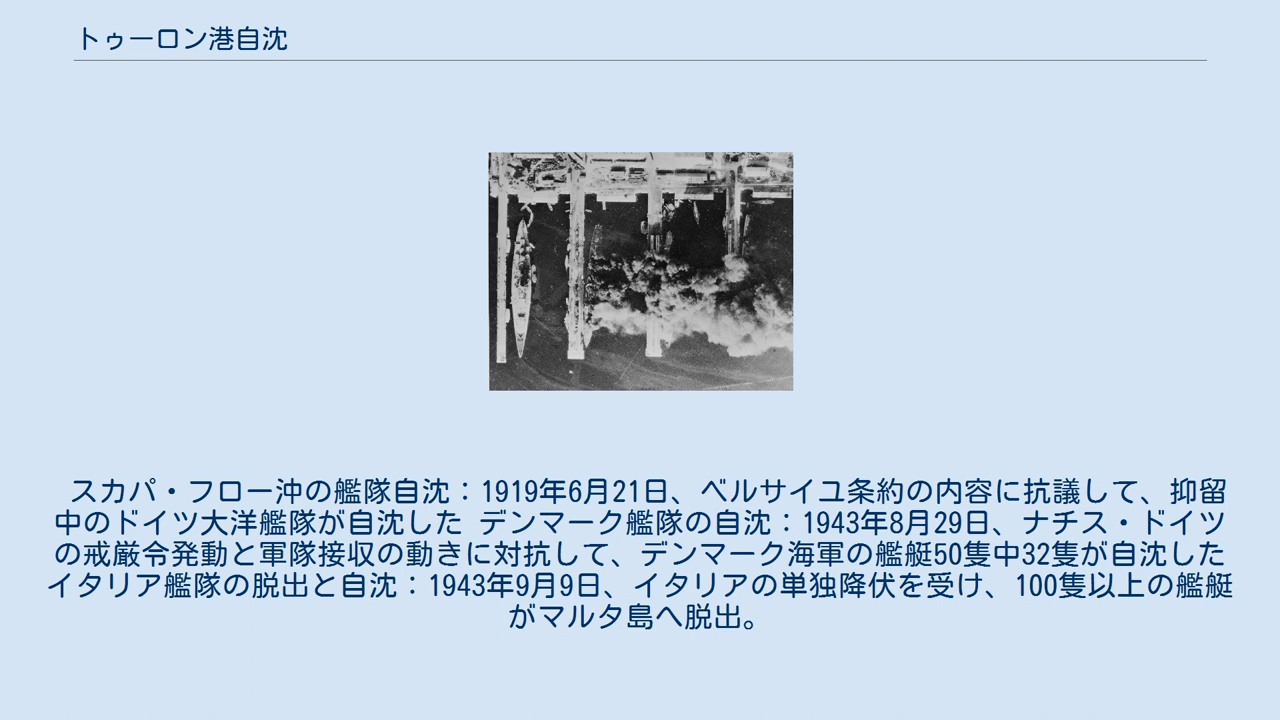 トゥーロン港自沈
スカパ・フロー沖の艦隊自沈：1919年6月21日、ベルサイユ条約の内容に抗議して、抑留
中のドイツ大洋艦隊が自沈した デンマーク艦隊の自沈：1943年8月29日、ナチス・ドイツ
の戒厳令発動と軍隊接収の動きに対抗して、デンマーク海軍の艦艇50隻中32隻が自沈した
イタリア艦隊の脱出と自沈：1943年9月9日、イタリアの単独降伏を受け、100隻以上の艦艇
がマルタ島へ脱出。